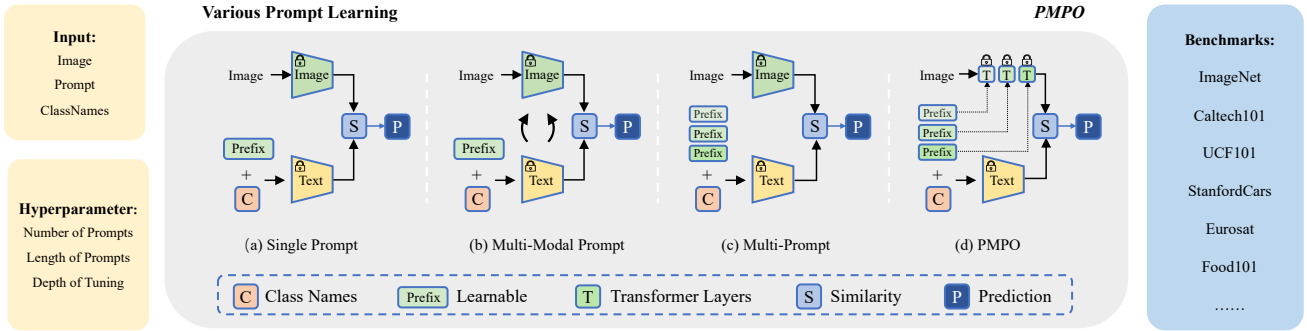 Various Prompt Learning
PMPO
Input:
Image
Prompt
ClassNames
Hyperparameter:
Number of Prompts
Length of Prompts
Depth of Tuning
Image
Image
Prefix
+
C
Text
S
P
(a) Single Prompt
Image
Image
Prefix
+
C
Text
S
P
(b) Multi-Modal Prompt
Image
Image
Prefix
Prefix
Prefix
+
C
Text
S
P
(c) Multi-Prompt
Image
T T T
Prefix
Prefix
Prefix
+
C
Text
S
P
(d) PMPO
C Class Names
Prefix Learnable
T Transformer Layers
S Similarity
P Prediction
Benchmarks:
ImageNet
Caltech101
UCF101
StanfordCars
Eurosat
Food101
......